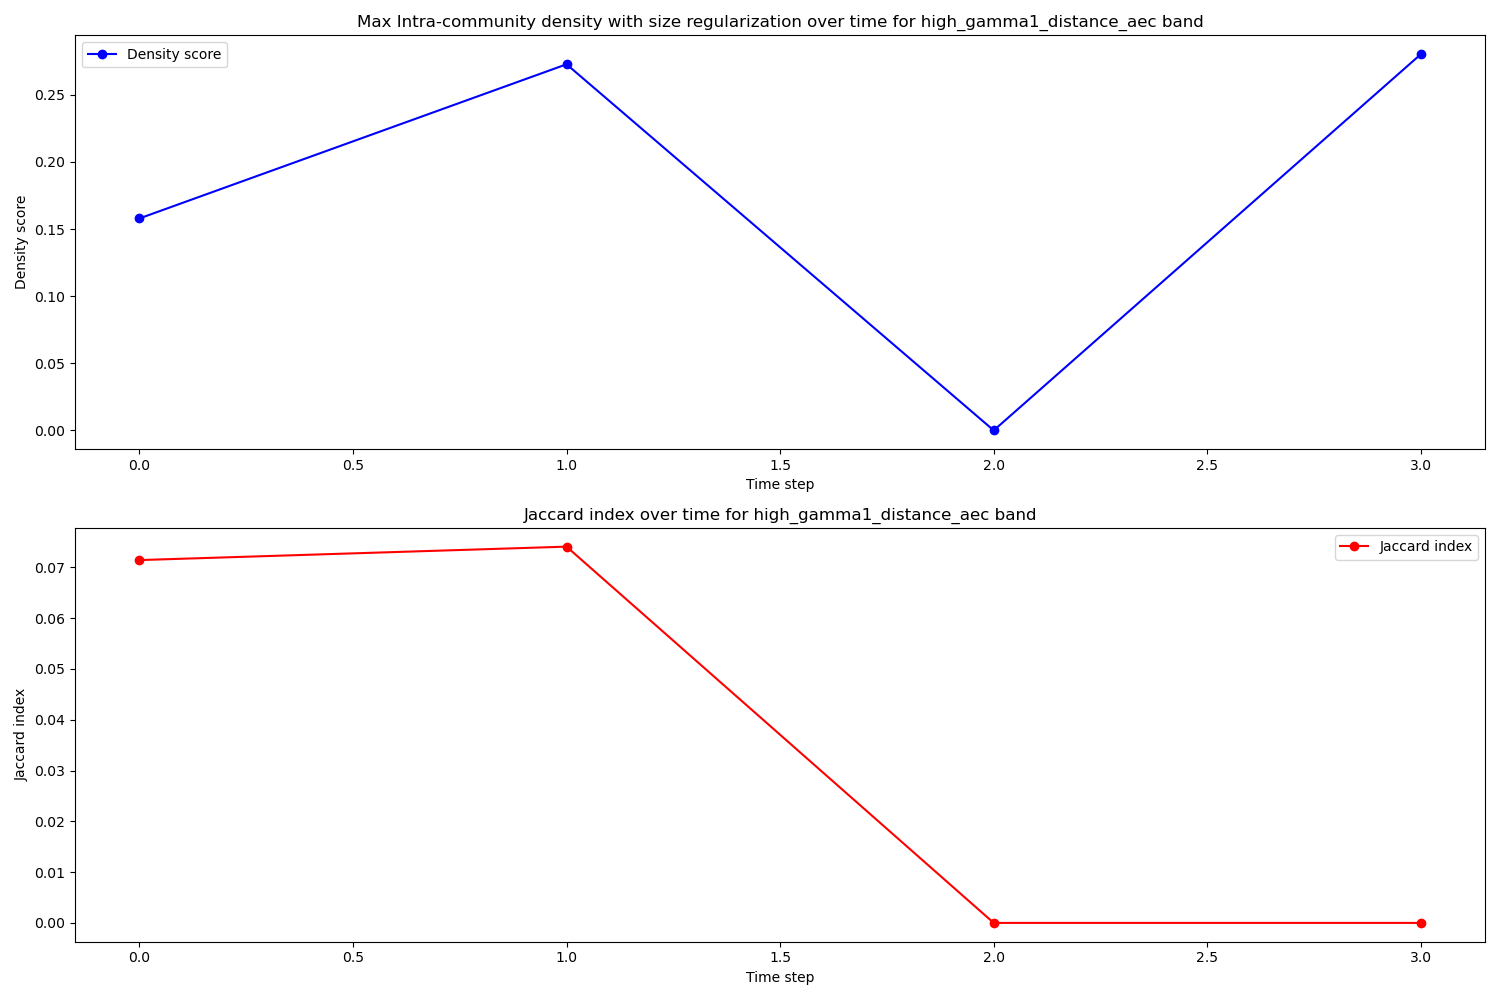 Max Intra-community density with size regularization over time for high_gamma1_distance_aec band
Density score
0.25
0.20
0.15
0.10
0.05
0.00
Density score
0.0 0.5 1.0 1.5 2.0 2.5 3.0
Time step
Jaccard index over time for high_gamma1_distance_aec band
Jaccard index
0.07
0.06
0.05
0.04
0.03
0.02
0.01
0.00
Jaccard index
0.0 0.5 1.0 1.5 2.0 2.5 3.0
Time step